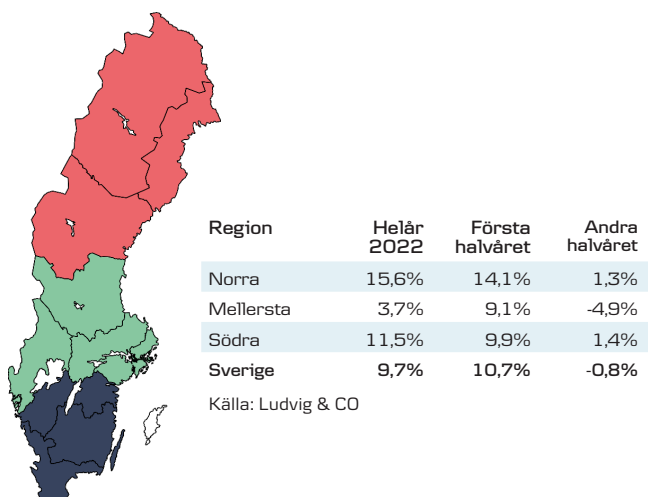 Region Helår 2022 Första halvåret Andra halvåret
Norra 15,6% 14,1% 1,3%
Mellersta 3,7% 9,1% -4,9%
Södra 11,5% 9,9% 1,4%
Sverige 9,7% 10,7% -0,8%
Källa: Ludvig & CO